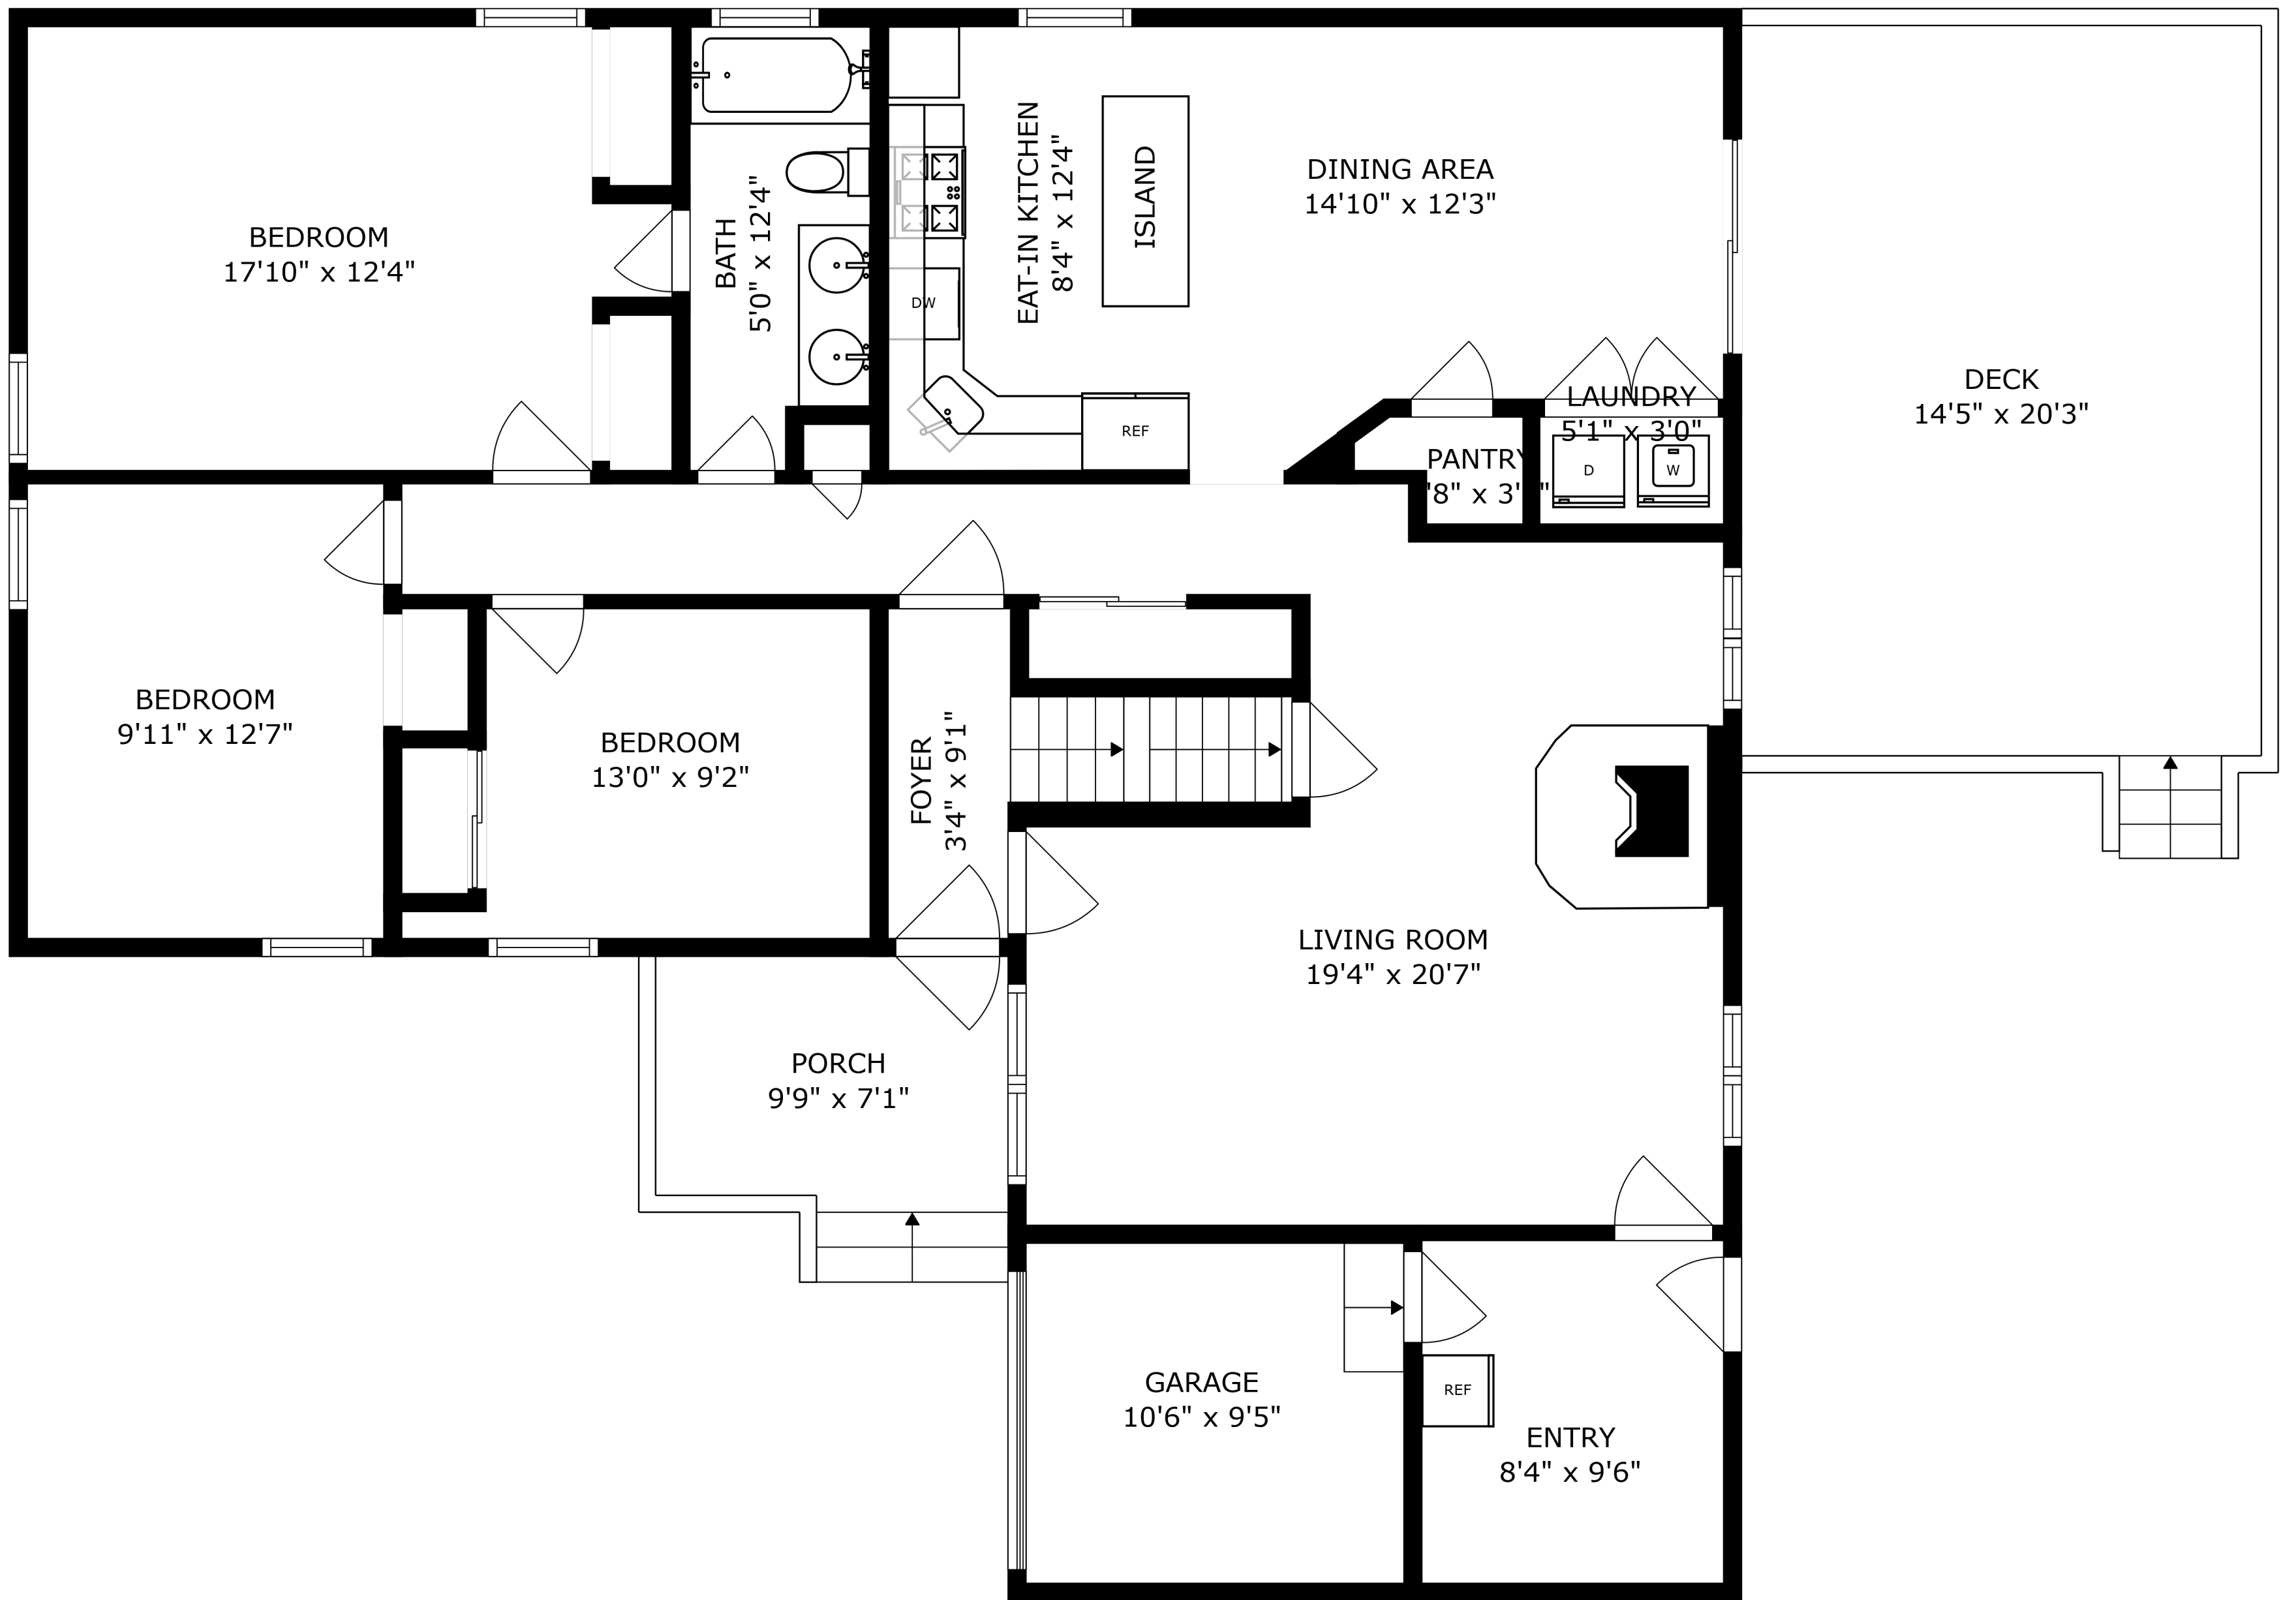 BEDROOM
17'10" x 12'4"
BATH
5'0" x 12'4"
EAT-IN KITCHEN
8'4" x 12'4"
ISLAND
DW
REF
DINING AREA
14'10" x 12'3"
PANTRY
LAUNDRY
5'1" x 3'0"
D
W
DECK
14'5" x 20'3"
BEDROOM
9'11" x 12'7"
BEDROOM
13'0" x 9'2"
FOYER
3'4" x 9'1"
LIVING ROOM
19'4" x 20'7"
PORCH
9'9" x 7'1"
GARAGE
10'6" x 9'5"
REF
ENTRY
8'4" x 9'6"